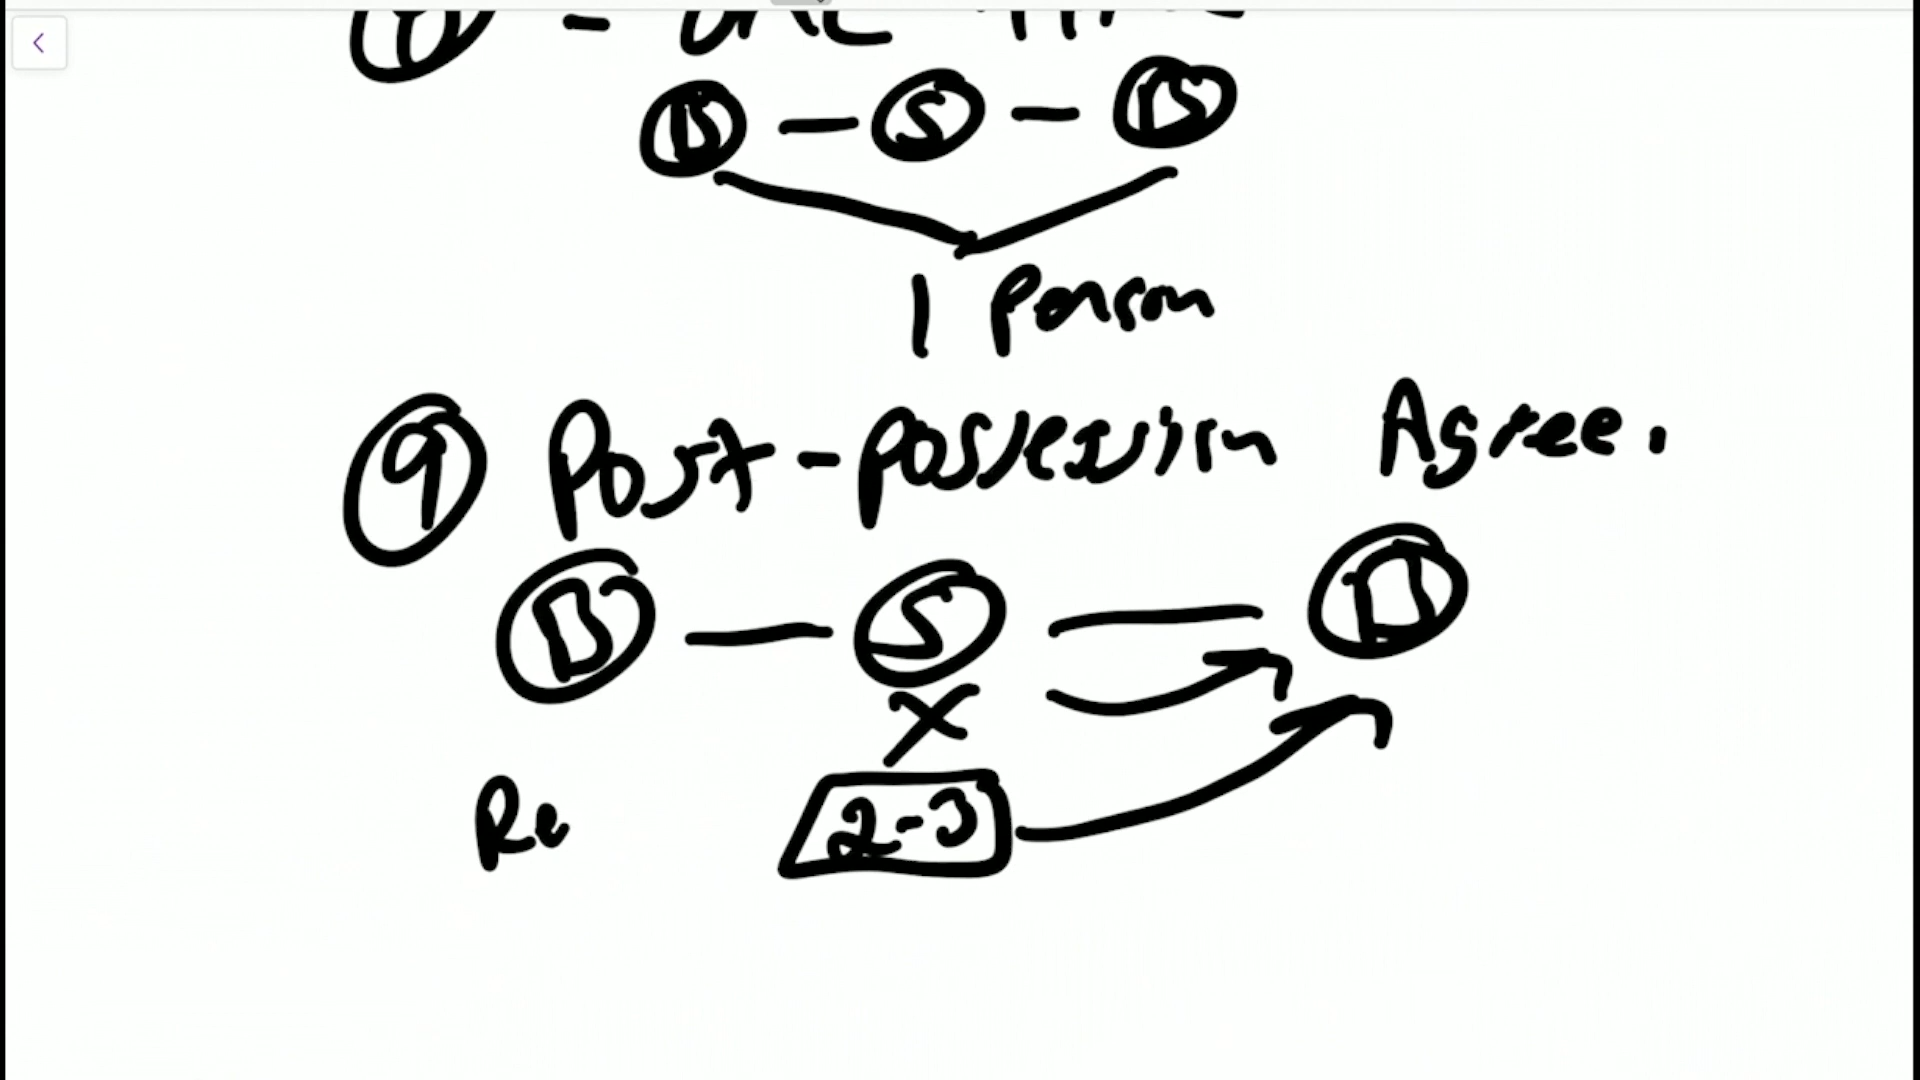 B - S - B
1 Person
9 Post-possession Agree.
B - S B
X
Re 2-3